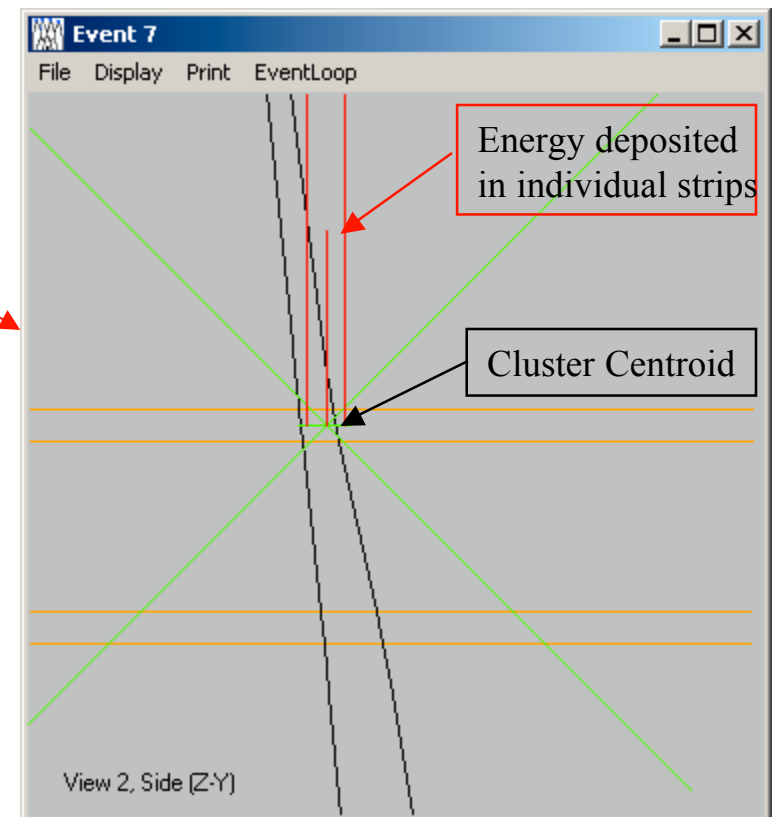 Event 7
File Display Print EventLoop
Energy deposited
in individual strips
Cluster Centroid
View 2, Side (Z-Y)